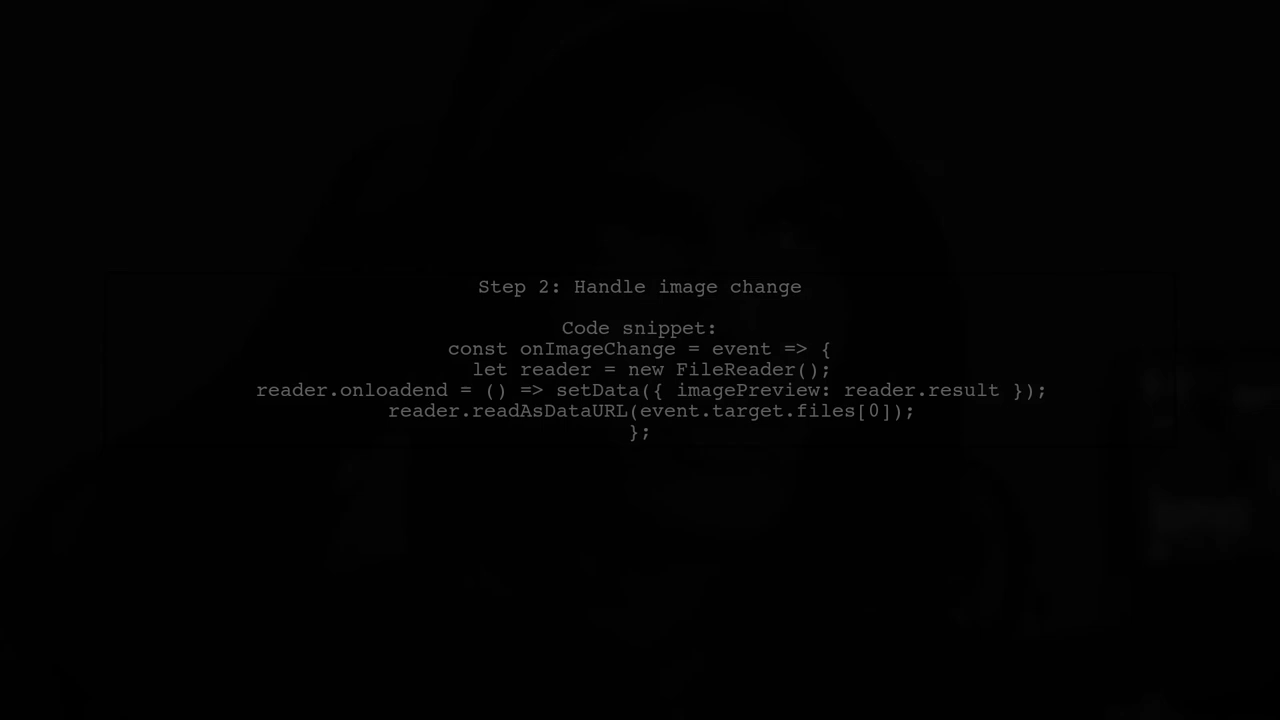 Step 2: Handle image change
Code snippet:
const onImageChange = event => {
let reader = new FileReader();
reader.onloadend = () => setData({ imagePreview: reader.result });
reader.readAsDataURL(event.target.files[0]);
};